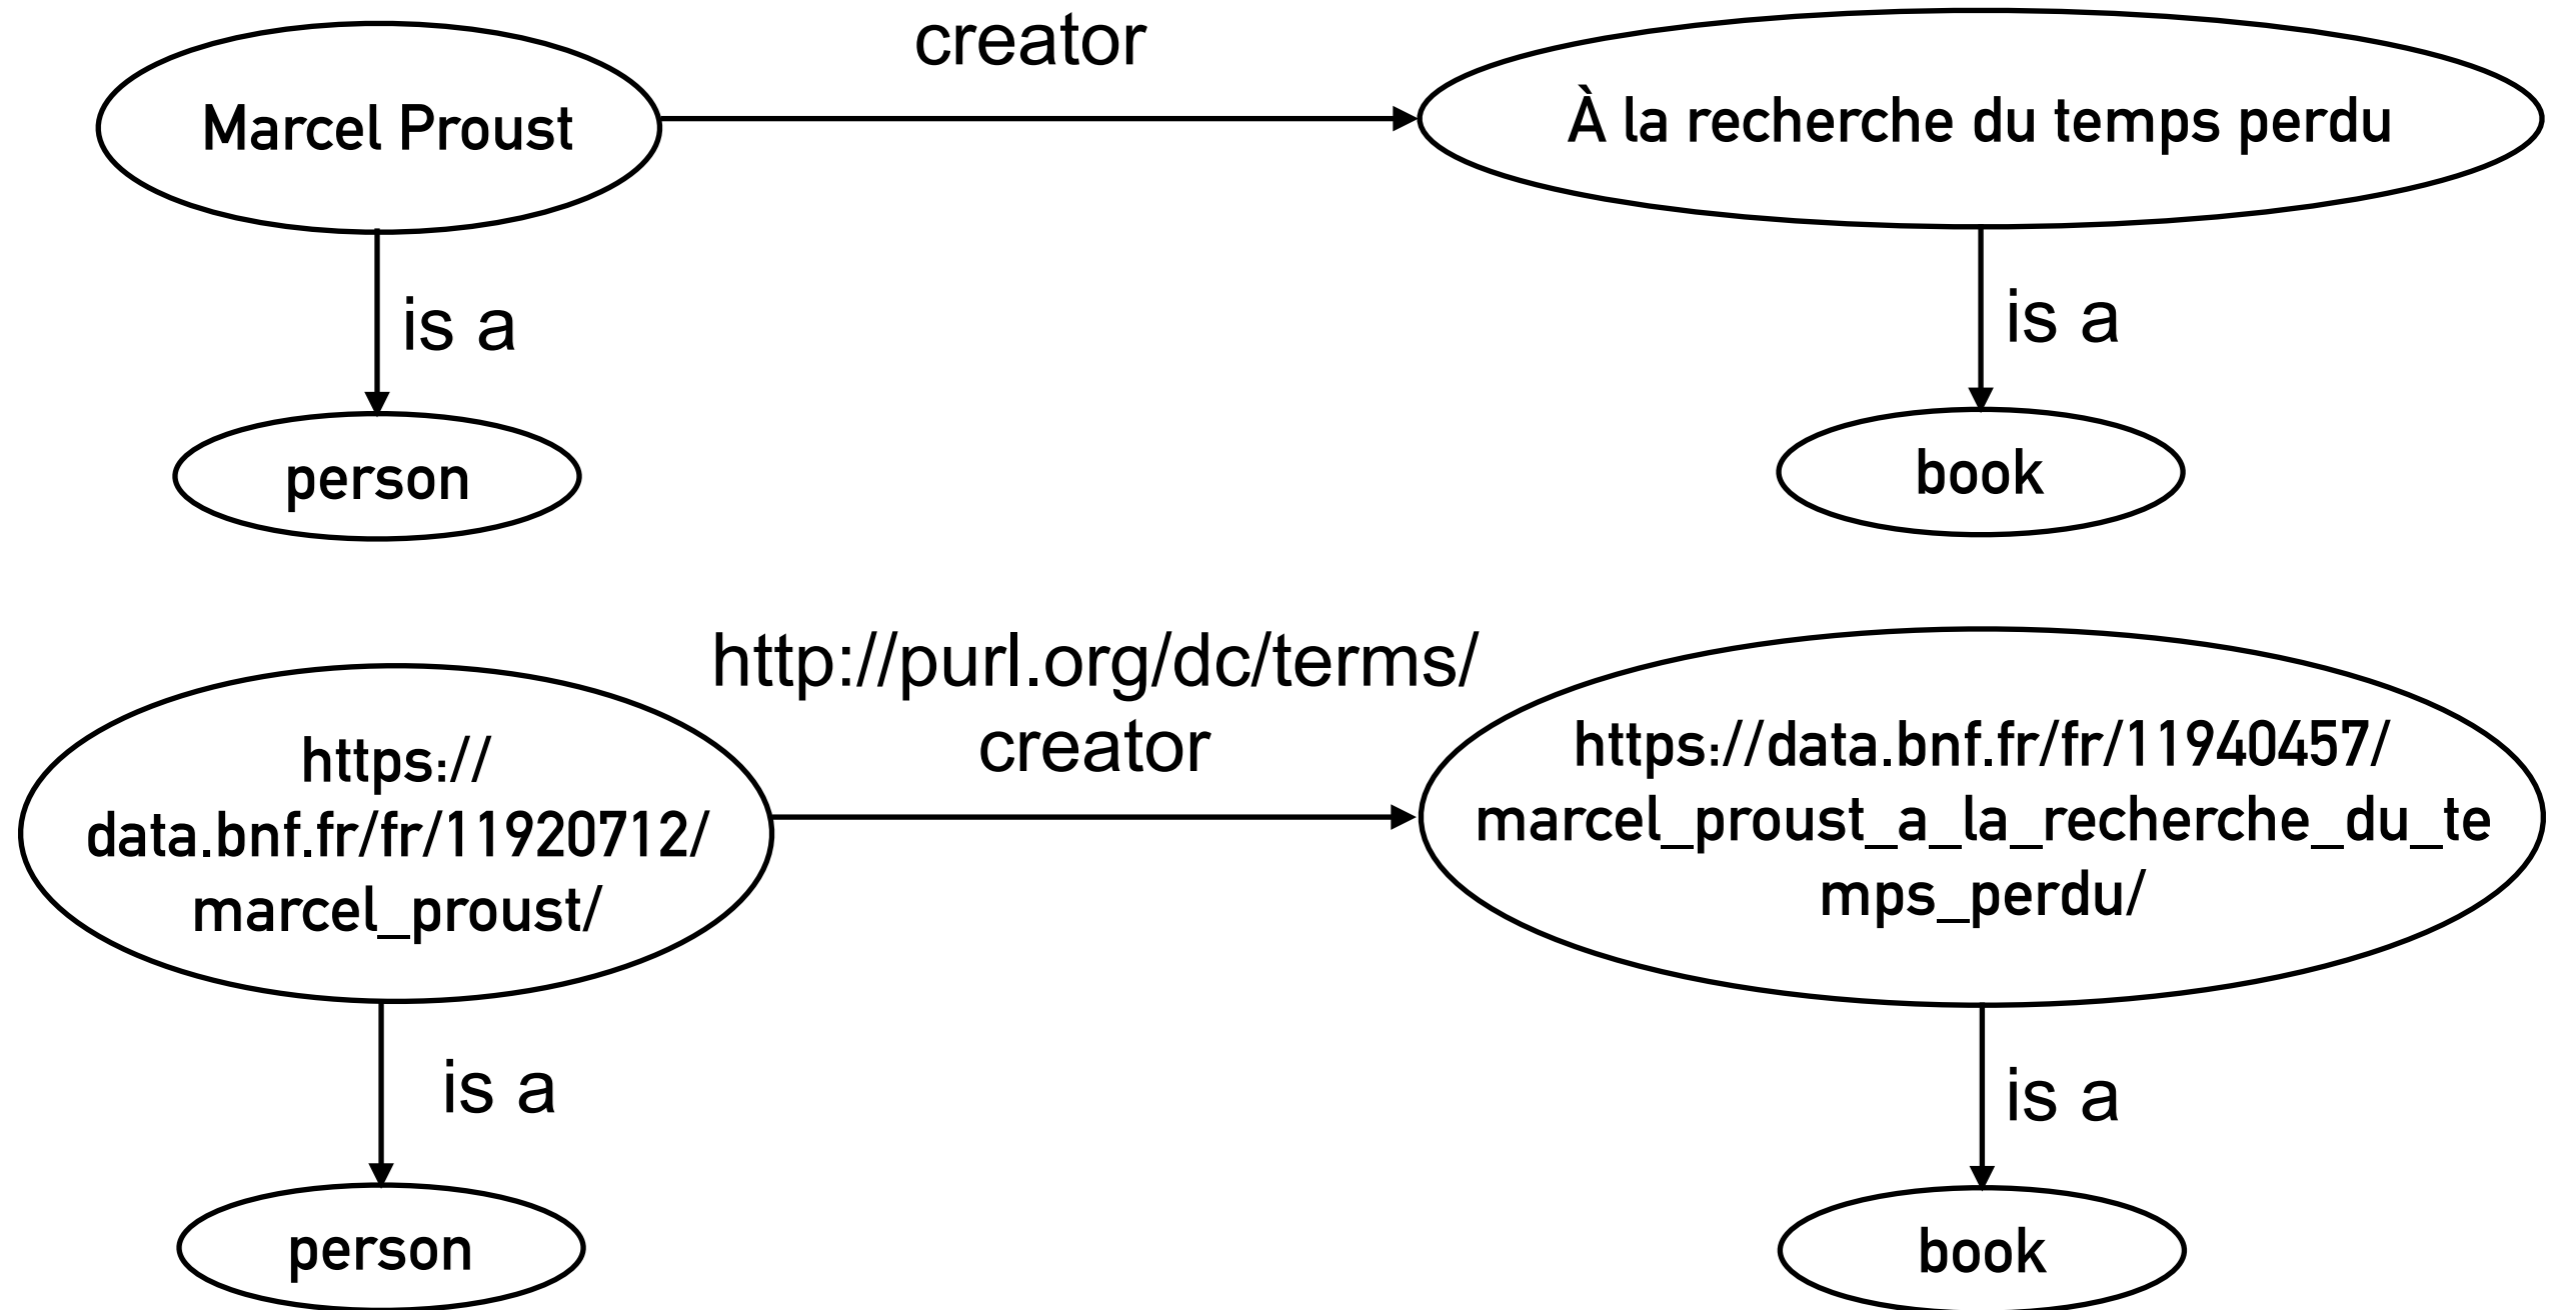 creator
Marcel Proust
À la recherche du temps perdu
is a
is a
person
book
http://purl.org/dc/terms/
creator
https://
data.bnf.fr/fr/11920712/
marcel_proust/
https://data.bnf.fr/fr/11940457/
marcel_proust_a_la_recherche_du_te
mps_perdu/
is a
is a
person
book